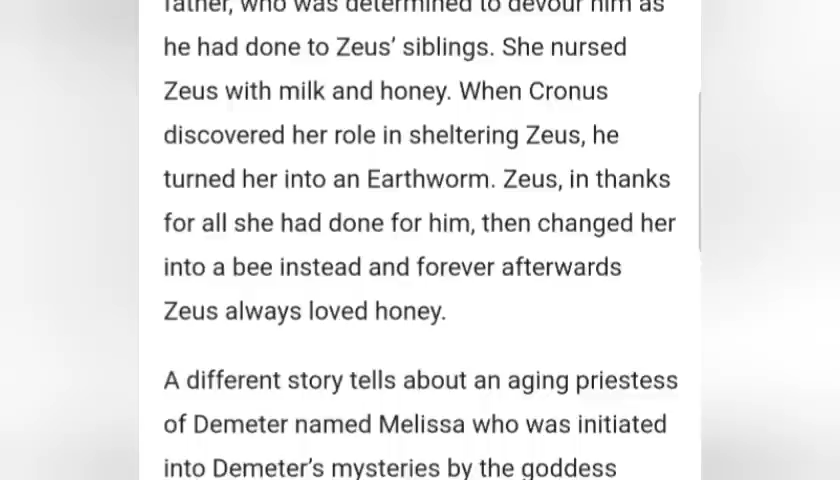 father, who was determined to devour him as
he had done to Zeus’ siblings. She nursed
Zeus with milk and honey. When Cronus
discovered her role in sheltering Zeus, he
turned her into an Earthworm. Zeus, in thanks
for all she had done for him, then changed her
into a bee instead and forever afterwards
Zeus always loved honey.
A different story tells about an aging priestess
of Demeter named Melissa who was initiated
into Demeter’s mysteries by the goddess